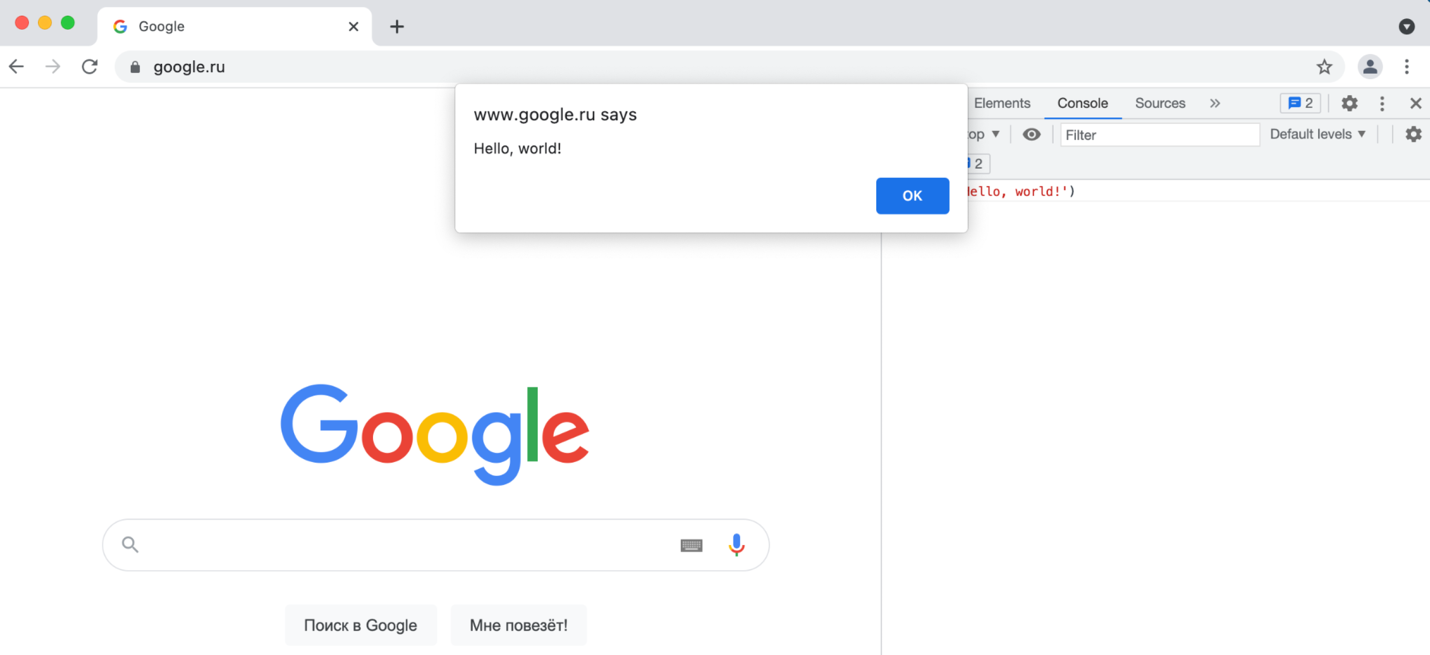 Google
google.ru
www.google.ru says
Hello, world!
OK
Elements Console Sources 2
Filter Default levels
2
ello, world!')
Google
Поиск в Google Мне повезёт!